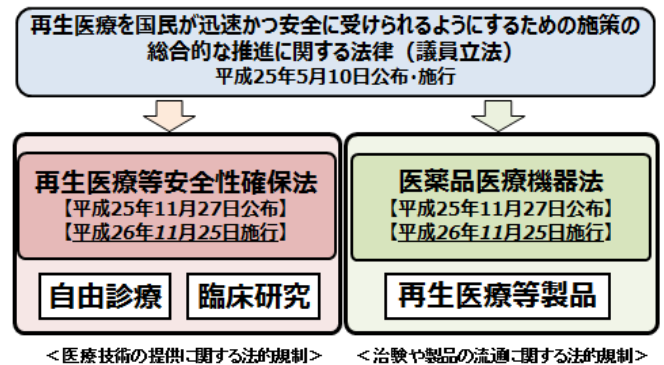 再生医療を国民が迅速かつ安全に受けられるようにするための施策の
総合的な推進に関する法律（議員立法）
平成25年5月10日公布・施行
再生医療等安全性確保法
【平成25年11月27日公布】
【平成26年11月25日施行】
自由診療
臨床研究
＜医療技術の提供に関する法的規制＞
医薬品医療機器法
【平成25年11月27日公布】
【平成26年11月25日施行】
再生医療等製品
＜治験や製品の流通に関する法的規制＞